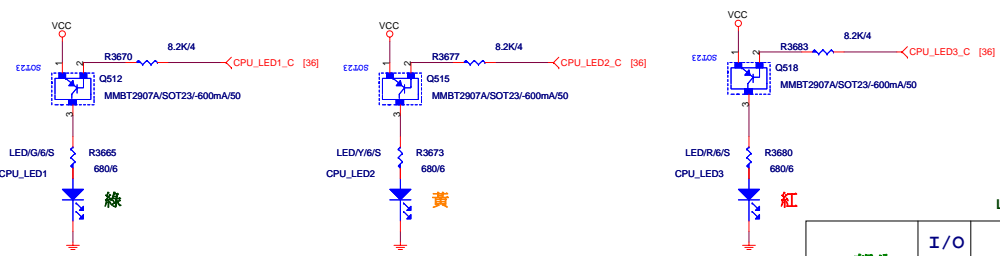 VCC
R3670
8.2K/4
CPU_LED1_C [36]
1
2
SOT23
Q512
MMBT2907A/SOT23/-600mA/50
3
LED/G/6/S
R3665
680/6
CPU_LED1
綠
VCC
R3677
8.2K/4
CPU_LED2_C [36]
1
2
SOT23
Q515
MMBT2907A/SOT23/-600mA/50
3
LED/Y/6/S
R3673
680/6
CPU_LED2
黃
VCC
R3683
8.2K/4
CPU_LED3_C [36]
1
2
SOT23
Q518
MMBT2907A/SOT23/-600mA/50
3
LED/R/6/S
R3680
680/6
CPU_LED3
紅
I/O